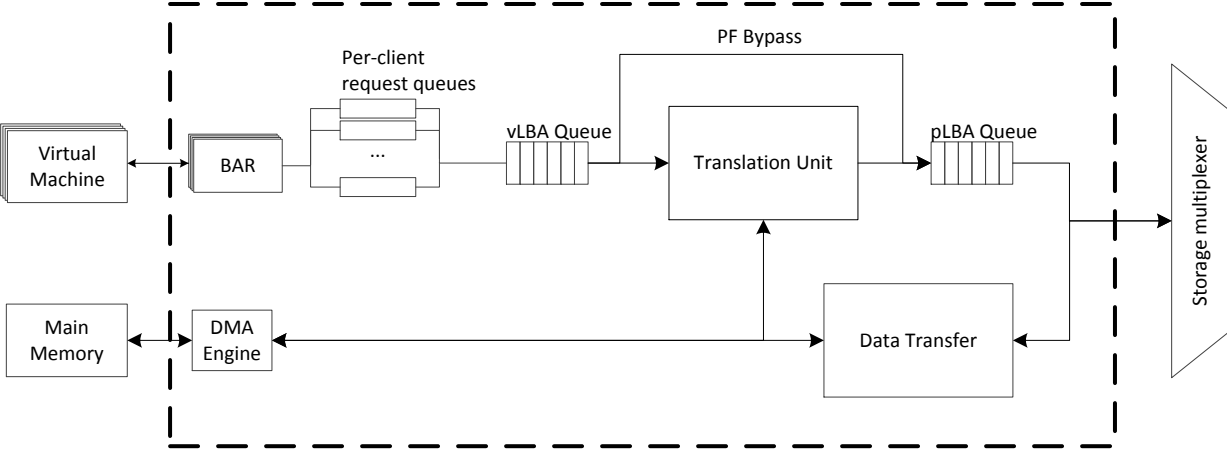 PF Bypass
Per-client
request queues
vLBA Queue
pLBA Queue
Virtual
Machine
BAR
...
Translation Unit
Storage multiplexer
Main
Memory
DMA
Engine
Data Transfer